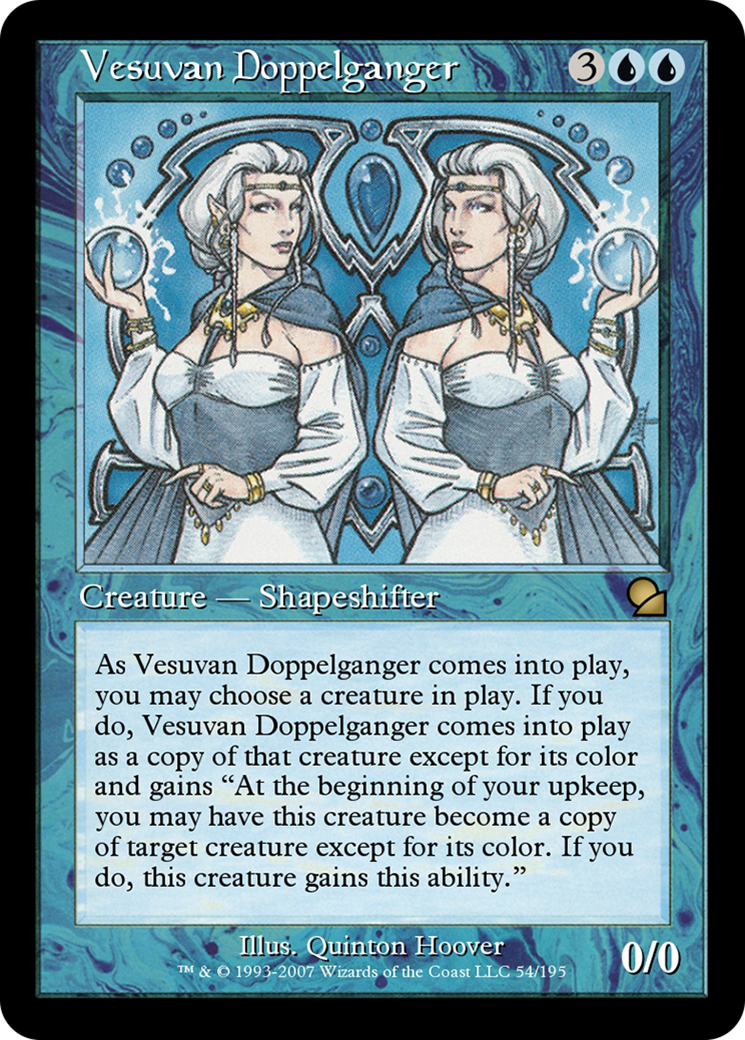 Vesuvan Doppelganger 3
Creature — Shapeshifter
As Vesuvan Doppelganger comes into play,
you may choose a creature in play. If you
do, Vesuvan Doppelganger comes into play
as a copy of that creature except for its color
and gains “At the beginning of your upkeep,
you may have this creature become a copy
of target creature except for its color. If you
do, this creature gains this ability.”
Illus. Quinton Hoover
™ & © 1993-2007 Wizards of the Coast LLC 54/195
0/0